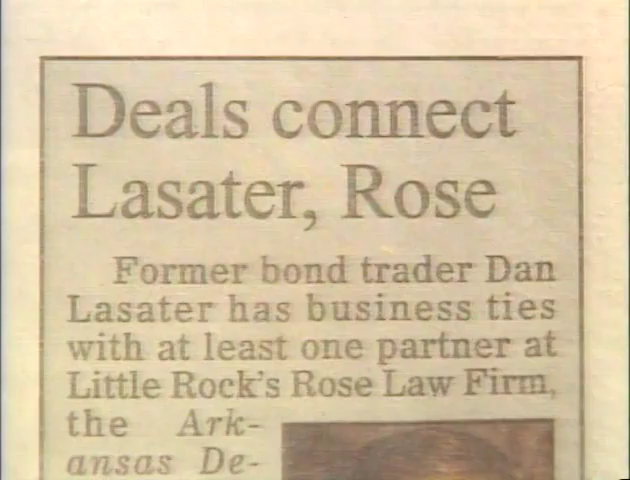 Deals connect
Lasater, Rose
Former bond trader Dan
Lasater has business ties
with at least one partner at
Little Rock's Rose Law Firm,
the Ark-
ansas De-